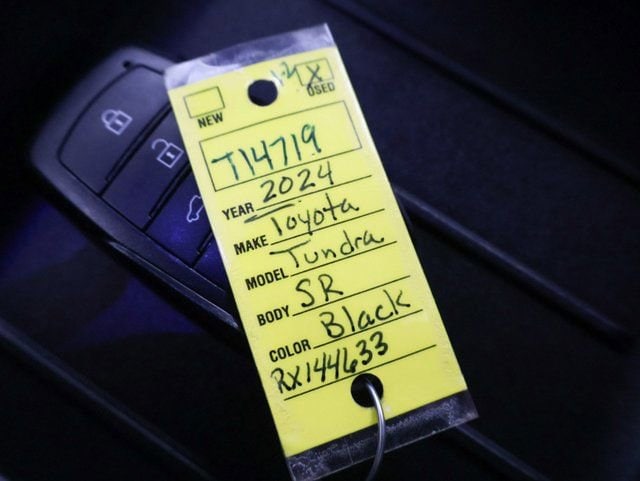 X
NEW USED
T14719
YEAR 2024
MAKE Toyota
MODEL Tundra
BODY SR
COLOR Black
RX144633